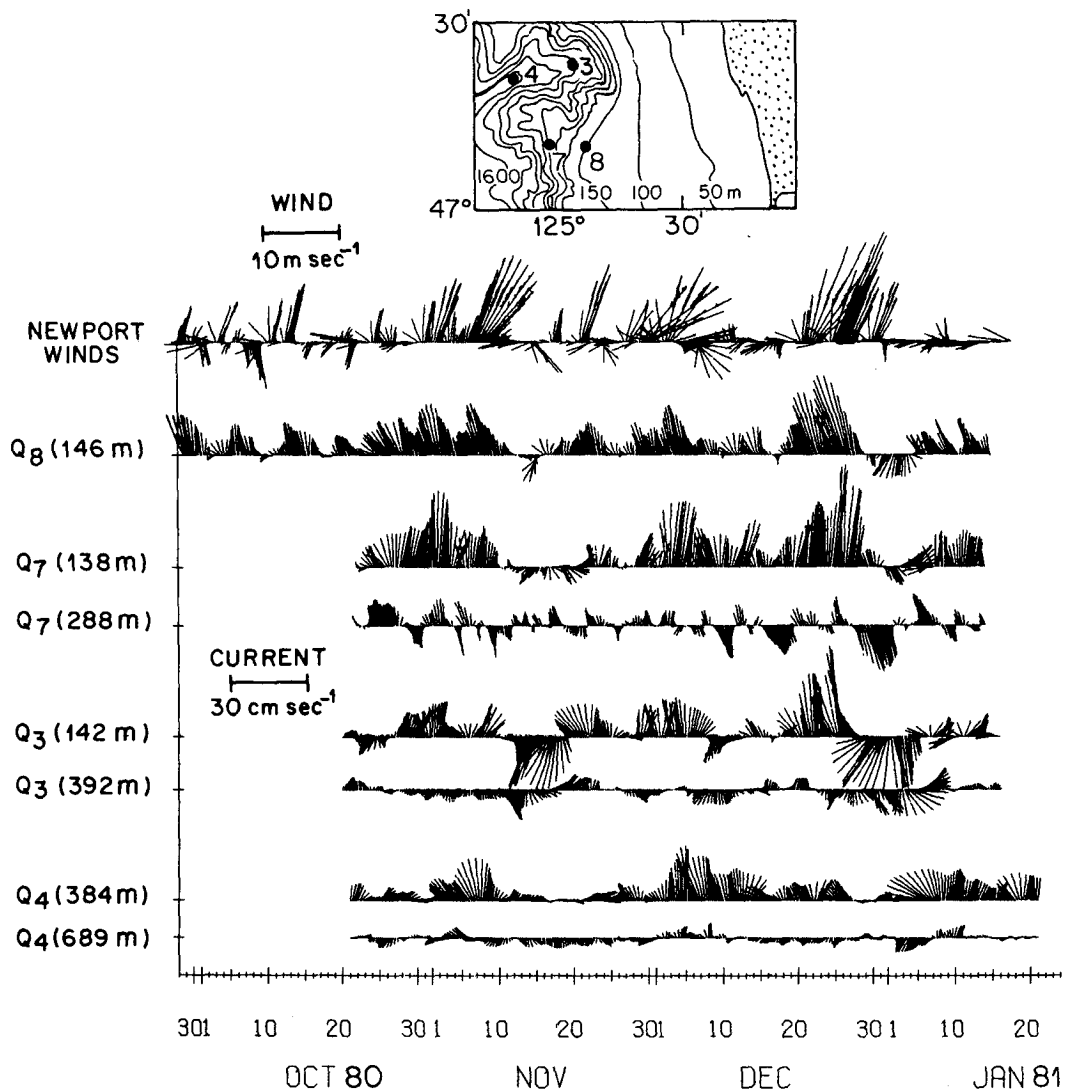 30'
4 3
7 8
1600 150 100 50 m
47°
125° 30'
WIND
10 m sec⁻¹
NEWPORT
WINDS
Q8 (146 m)
Q7 (138 m)
Q7 (288 m)
CURRENT
30 cm sec⁻¹
Q3 (142 m)
Q3 (392 m)
Q4 (384 m)
Q4 (689 m)
30 1 10 20 30 1 10 20 30 1 10 20 30 1 10 20
OCT 80 NOV DEC JAN 81